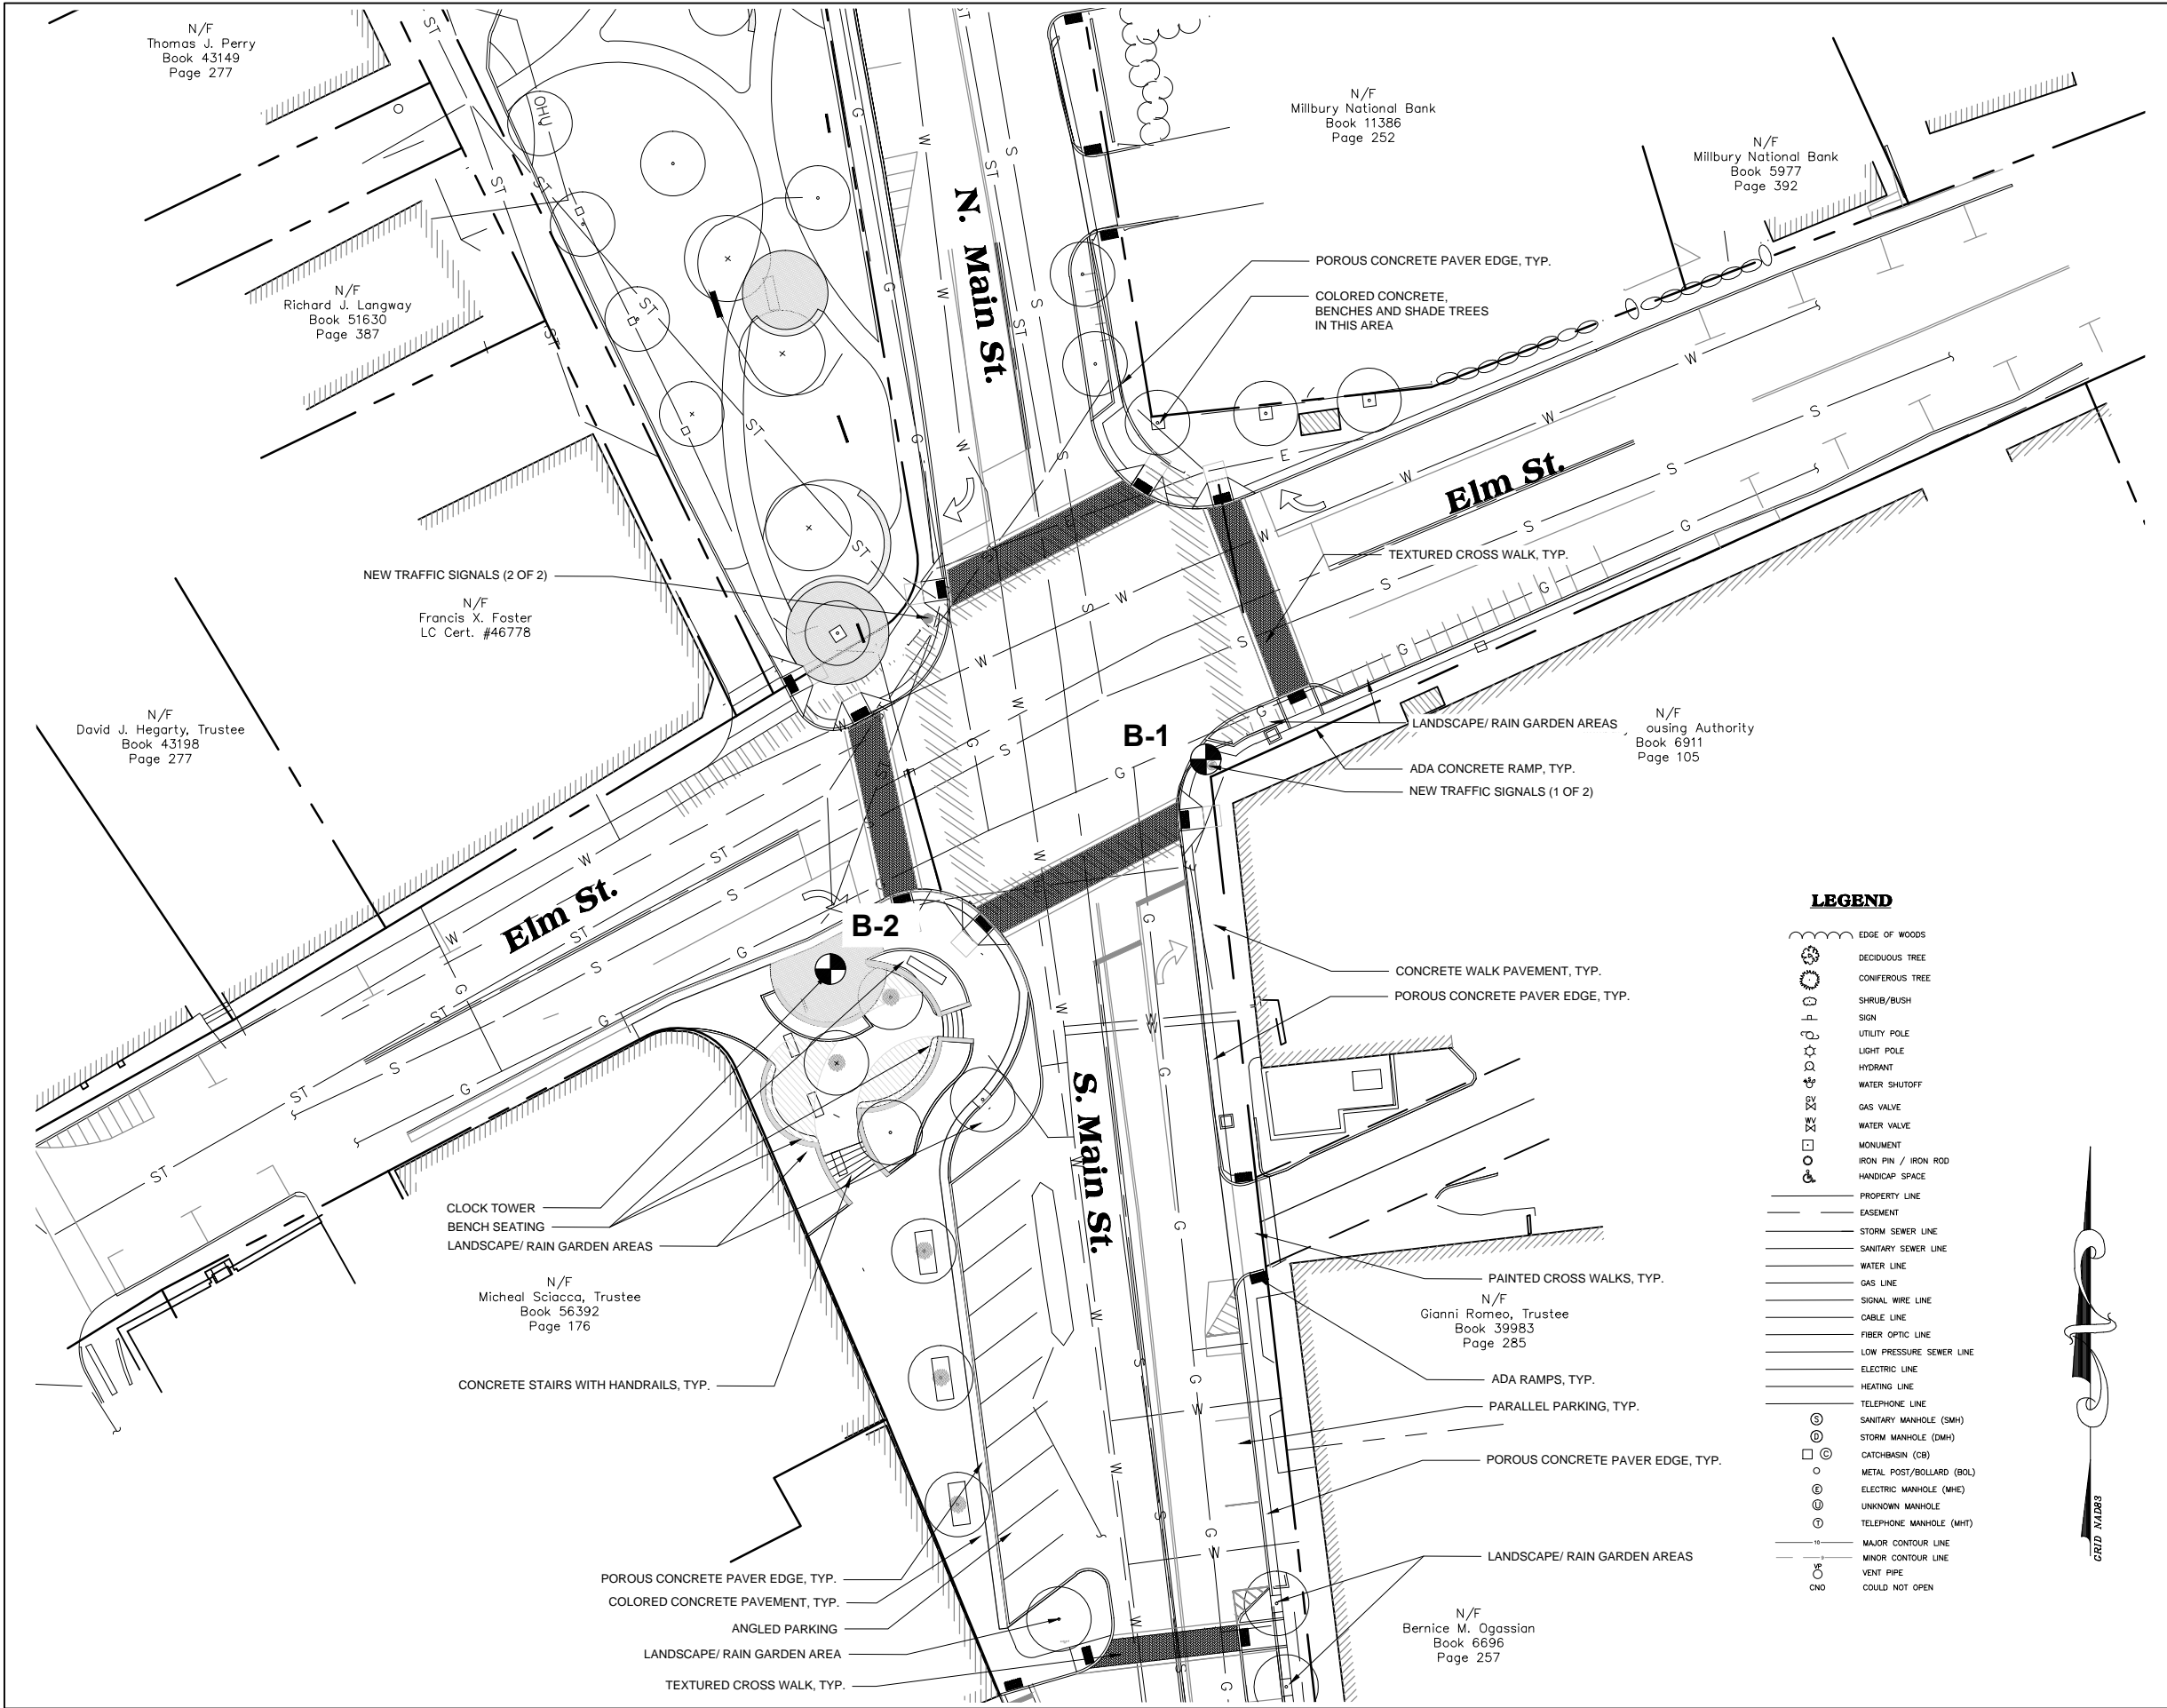 N/F
Thomas J. Perry
Book 43149
Page 277
N/F
Millbury National Bank
Book 11386
Page 252
N/F
Millbury National Bank
Book 5977
Page 392
N/F
Richard J. Langway
Book 51630
Page 387
N. Main St.
POROUS CONCRETE PAVER EDGE, TYP.
COLORED CONCRETE,
BENCHES AND SHADE TREES
IN THIS AREA
Elm St.
TEXTURED CROSS WALK, TYP.
NEW TRAFFIC SIGNALS (2 OF 2)
N/F
Francis X. Foster
LC Cert. #46778
N/F
David J. Hegarty, Trustee
Book 43198
Page 277
B-1
LANDSCAPE/ RAIN GARDEN AREAS
N/F
ousing Authority
Book 6911
Page 105
ADA CONCRETE RAMP, TYP.
NEW TRAFFIC SIGNALS (1 OF 2)
Elm St.
B-2
CONCRETE WALK PAVEMENT, TYP.
POROUS CONCRETE PAVER EDGE, TYP.
S. Main St.
CLOCK TOWER
BENCH SEATING
LANDSCAPE/ RAIN GARDEN AREAS
N/F
Micheal Sciacca, Trustee
Book 56392
Page 176
CONCRETE STAIRS WITH HANDRAILS, TYP.
PAINTED CROSS WALKS, TYP.
N/F
Gianni Romeo, Trustee
Book 39983
Page 285
ADA RAMPS, TYP.
PARALLEL PARKING, TYP.
POROUS CONCRETE PAVER EDGE, TYP.
LANDSCAPE/ RAIN GARDEN AREAS
POROUS CONCRETE PAVER EDGE, TYP.
COLORED CONCRETE PAVEMENT, TYP.
ANGLED PARKING
LANDSCAPE/ RAIN GARDEN AREA
TEXTURED CROSS WALK, TYP.
N/F
Bernice M. Ogassian
Book 6696
Page 257
LEGEND
EDGE OF WOODS
DECIDUOUS TREE
CONIFEROUS TREE
SHRUB/BUSH
SIGN
UTILITY POLE
LIGHT POLE
HYDRANT
WATER SHUTOFF
GV GAS VALVE
WV WATER VALVE
MONUMENT
IRON PIN / IRON ROD
HANDICAP SPACE
PROPERTY LINE
EASEMENT
STORM SEWER LINE
SANITARY SEWER LINE
WATER LINE
GAS LINE
SIGNAL WIRE LINE
CABLE LINE
FIBER OPTIC LINE
LOW PRESSURE SEWER LINE
ELECTRIC LINE
HEATING LINE
TELEPHONE LINE
S SANITARY MANHOLE (SMH)
D STORM MANHOLE (DMH)
C CATCHBASIN (CB)
METAL POST/BOLLARD (BOL)
E ELECTRIC MANHOLE (MHE)
U UNKNOWN MANHOLE
T TELEPHONE MANHOLE (MHT)
10 MAJOR CONTOUR LINE
MINOR CONTOUR LINE
VP VENT PIPE
CNO COULD NOT OPEN
GRID NAD83